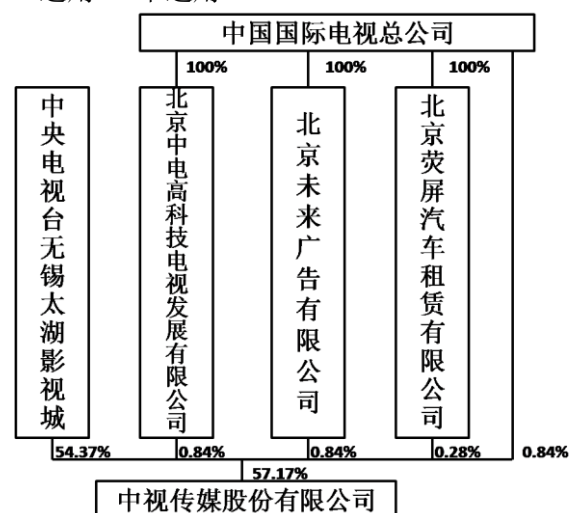 中国国际电视总公司
100%
100%
100%
中央电视台无锡太湖影视城
北京中电高科技电视发展有限公司
北京未来广告有限公司
北京荧屏汽车租赁有限公司
54.37%
0.84%
0.84%
0.28%
0.84%
57.17%
中视传媒股份有限公司